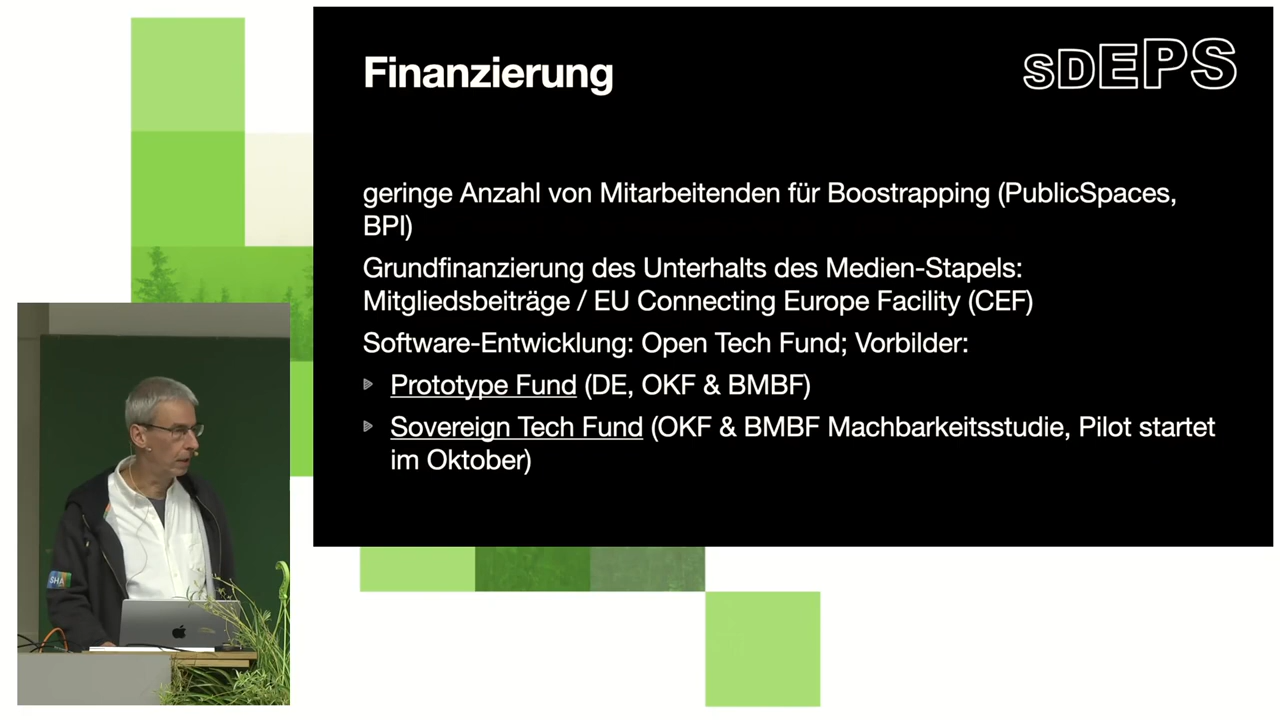 Finanzierung
SDEPS
geringe Anzahl von Mitarbeitenden für Boostrapping (PublicSpaces,
BPI)
Grundfinanzierung des Unterhalts des Medien-Stapels:
Mitgliedsbeiträge / EU Connecting Europe Facility (CEF)
Software-Entwicklung: Open Tech Fund; Vorbilder:
Prototype Fund (DE, OKF & BMBF)
Sovereign Tech Fund (OKF & BMBF Machbarkeitsstudie, Pilot startet
im Oktober)
SHA